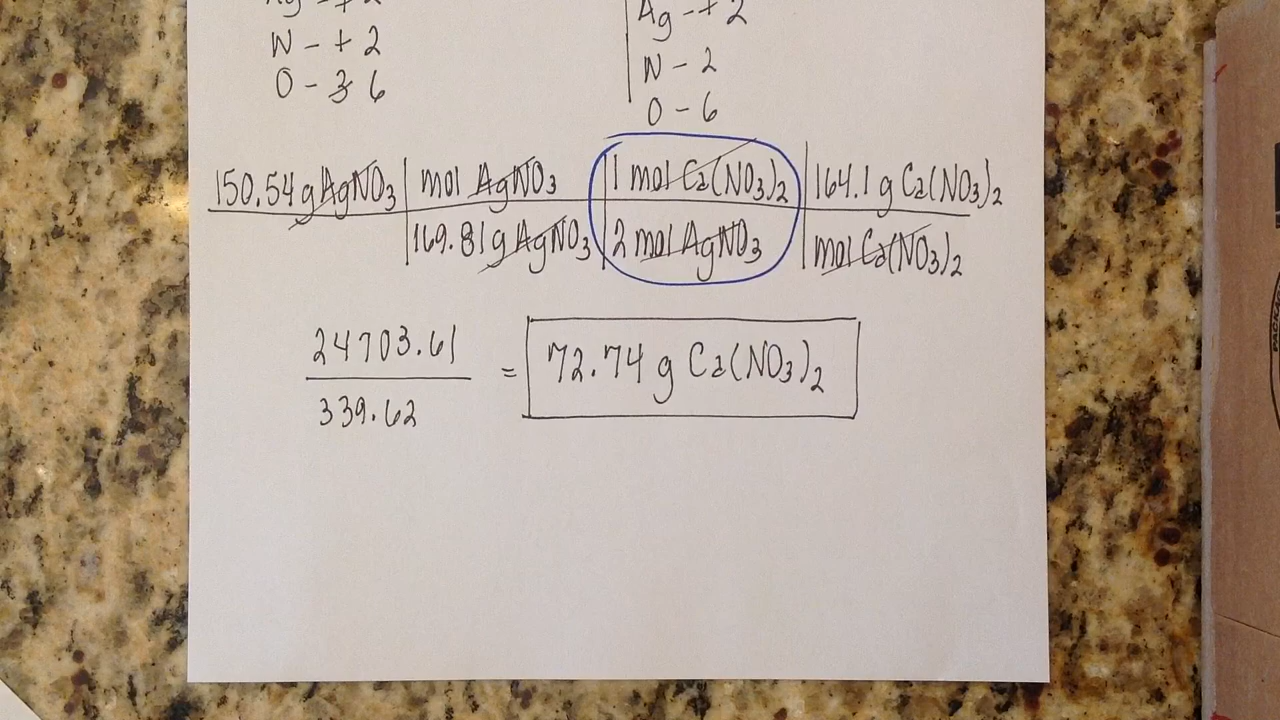 Ag - + 2
Ag - + 2
N - + 2
N - 2
O - 3 6
O - 6
150.54 g AgNO3 | mol AgNO3 | 1 mol Ca(NO3)2 | 164.1 g Ca(NO3)2
169.81 g AgNO3 | 2 mol AgNO3 | mol Ca(NO3)2
24703.61
339.62
= 72.74 g Ca(NO3)2